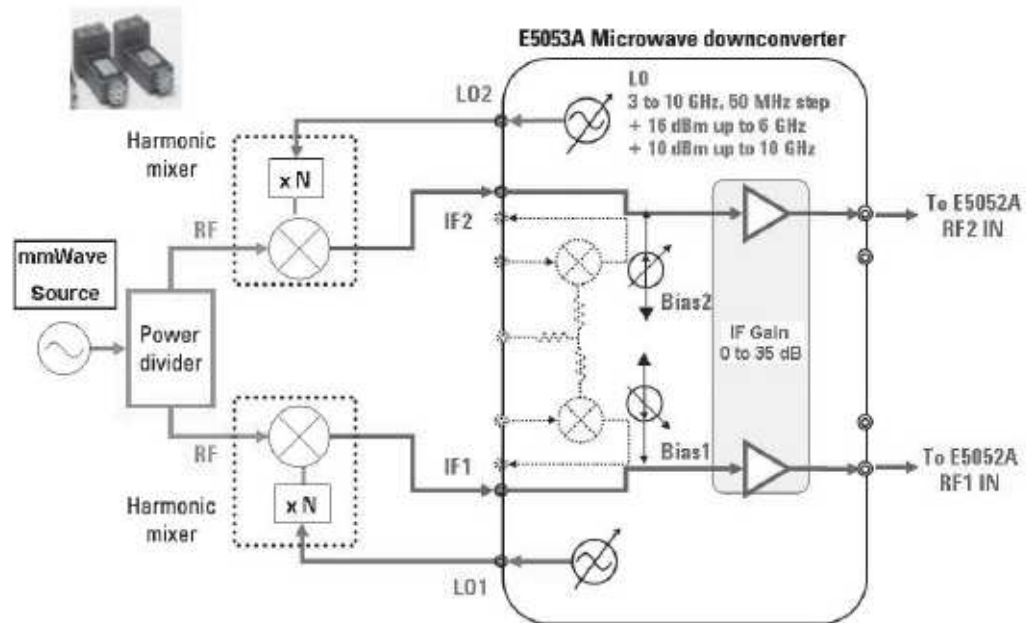 E5053A Microwave downconverter
LO
3 to 10 GHz, 50 MHz step
+ 16 dBm up to 6 GHz
+ 10 dBm up to 10 GHz
LO2
Harmonic
mixer
x N
IF2
RF
To E5052A
RF2 IN
mmWave
Source
Power
divider
Bias2
IF Gain
0 to 35 dB
RF
IF1
Bias1
To E5052A
RF1 IN
x N
Harmonic
mixer
LO1